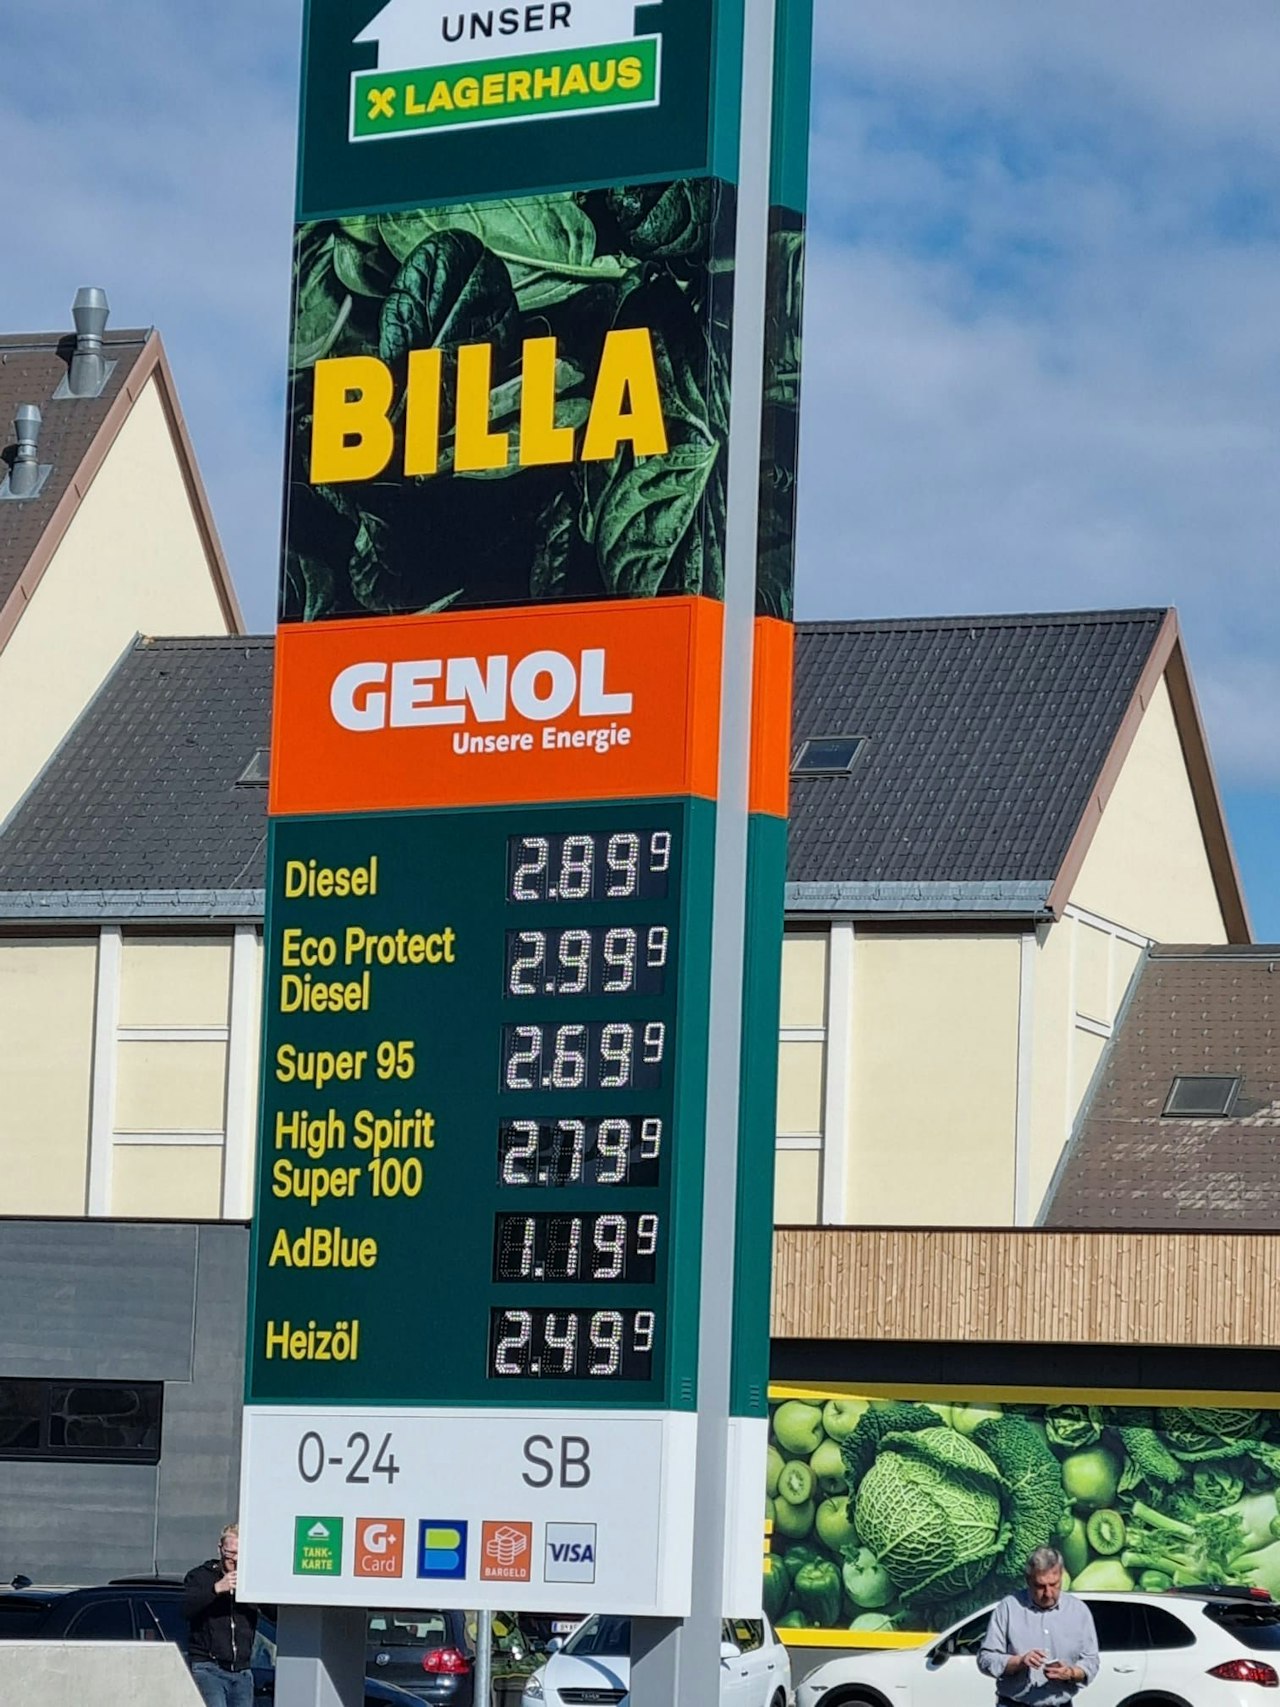 UNSER
LAGERHAUS
BILLA
GENOL
Unsere Energie
Diesel 2.89⁹
Eco Protect
Diesel 2.99⁹
Super 95 2.69⁹
High Spirit
Super 100 2.79⁹
AdBlue 1.19⁹
Heizöl 2.49⁹
0-24 SB
TANK-
KARTE
G+
Card
BARGELD
VISA